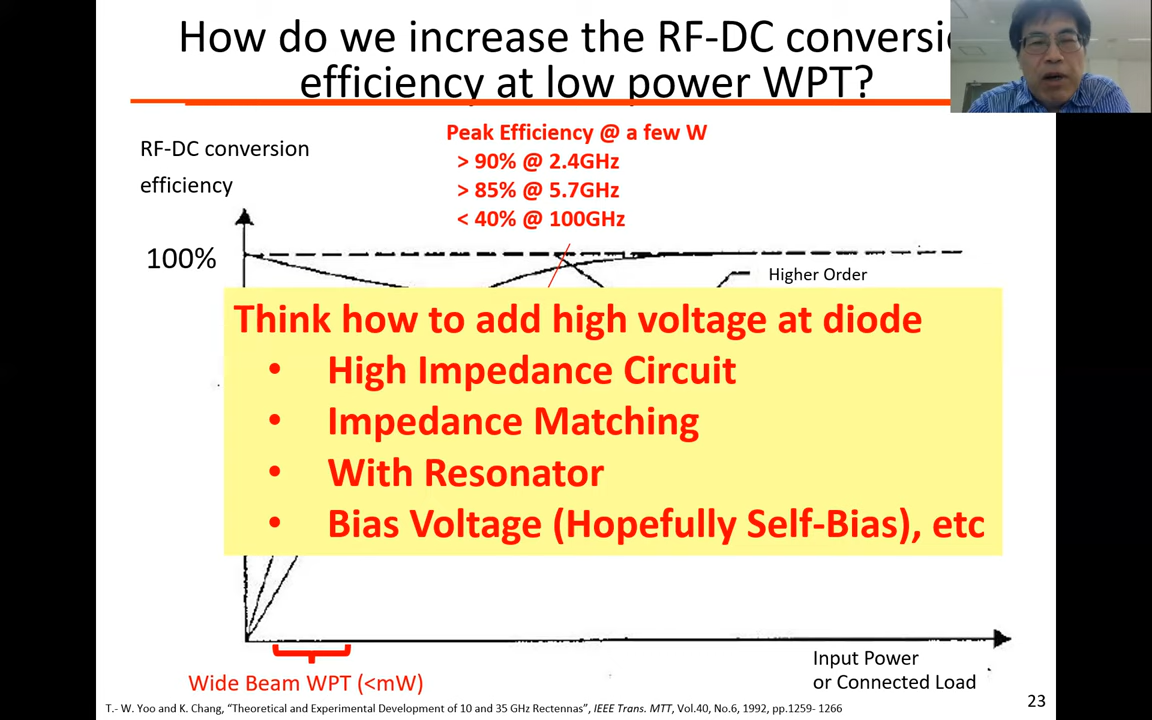 How do we increase the RF-DC conversi
efficiency at low power WPT?
RF-DC conversion
efficiency
Peak Efficiency @ a few W
> 90% @ 2.4GHz
> 85% @ 5.7GHz
< 40% @ 100GHz
100%
Higher Order
Think how to add high voltage at diode
• High Impedance Circuit
• Impedance Matching
• With Resonator
• Bias Voltage (Hopefully Self-Bias), etc
Input Power
or Connected Load
Wide Beam WPT (<mW)
T.- W. Yoo and K. Chang, “Theoretical and Experimental Development of 10 and 35 GHz Rectennas”, IEEE Trans. MTT, Vol.40, No.6, 1992, pp.1259- 1266
23